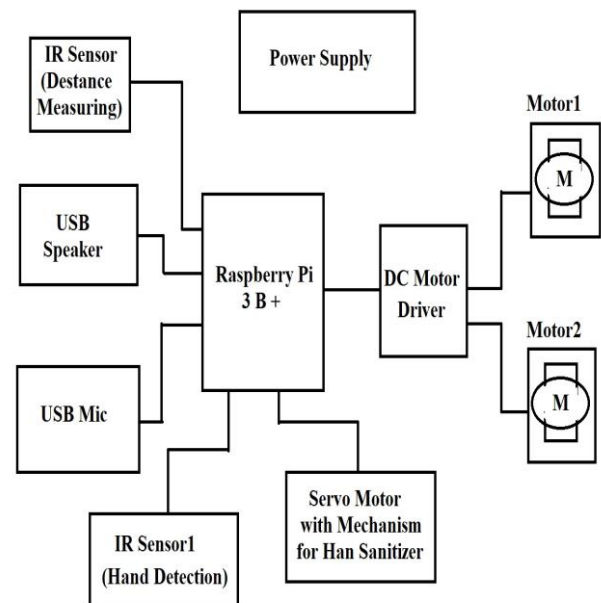 IR Sensor
(Destance
Measuring)
Power Supply
Motor1
M
USB
Speaker
Raspberry Pi
3 B +
DC Motor
Driver
Motor2
M
USB Mic
IR Sensor1
(Hand Detection)
Servo Motor
with Mechanism
for Han Sanitizer